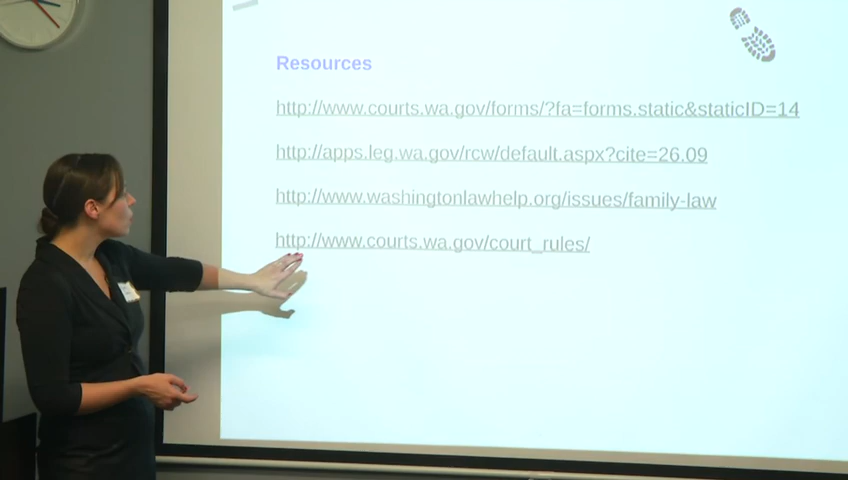 Resources
http://www.courts.wa.gov/forms/?fa=forms.static&staticID=14
http://apps.leg.wa.gov/rcw/default.aspx?cite=26.09
http://www.washingtonlawhelp.org/issues/family-law
http://www.courts.wa.gov/court_rules/